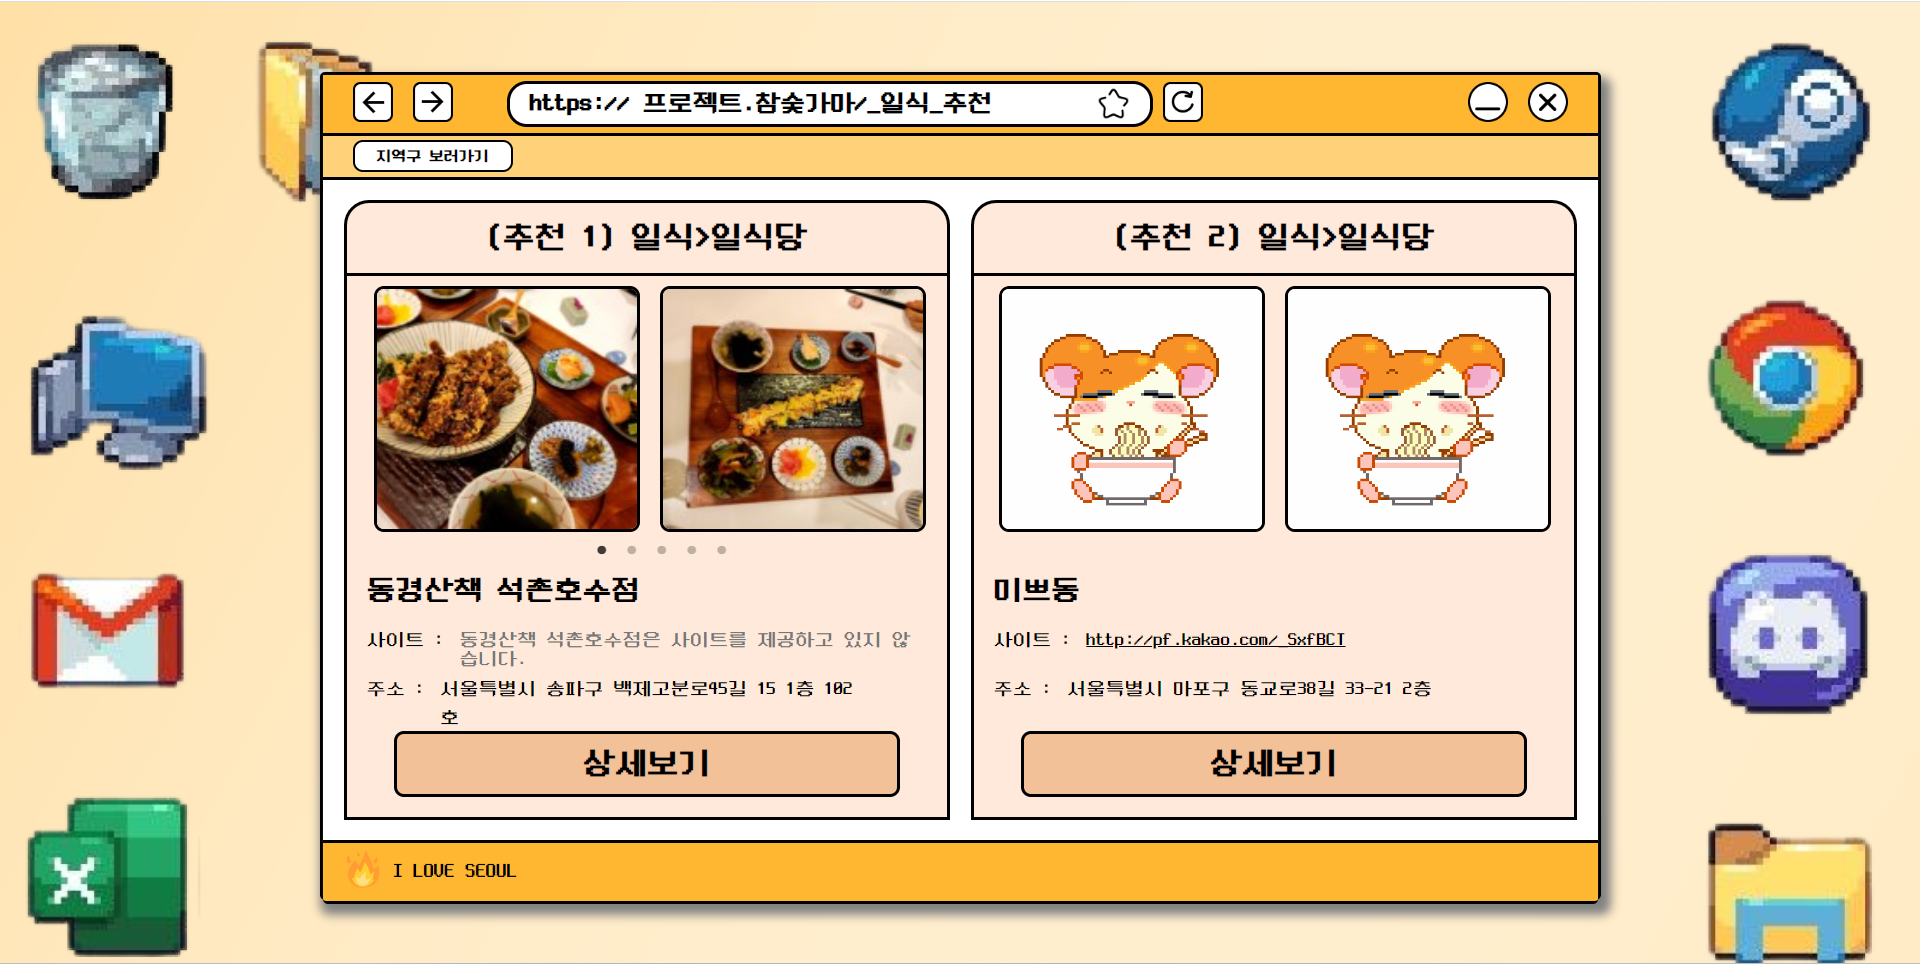 https:// 프로젝트.참숯가마/_일식_추천
지역구 보러가기
(추천 1) 일식>일식당
동경산책 석촌호수점
사이트 : 동경산책 석촌호수점은 사이트를 제공하고 있지 않
습니다.
주소 : 서울특별시 송파구 백제고분로45길 15 1층 102
호
상세보기
(추천 2) 일식>일식당
미쁘동
사이트 : http://pf.kakao.com/_SxfBCT
주소 : 서울특별시 마포구 동교로38길 33-21 2층
상세보기
I LOVE SEOUL